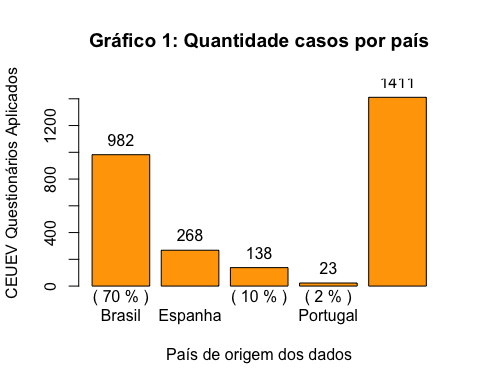 Gráfico 1: Quantidade casos por país
CEUEV Questionários Aplicados
0 400 800 1200
982
268
138
23
1411
( 70 % ) ( 10 % ) ( 2 % )
Brasil Espanha Portugal
País de origem dos dados